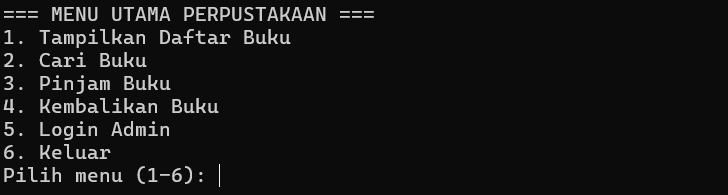 === MENU UTAMA PERPUSTAKAAN ===
1. Tampilkan Daftar Buku
2. Cari Buku
3. Pinjam Buku
4. Kembalikan Buku
5. Login Admin
6. Keluar
Pilih menu (1-6):